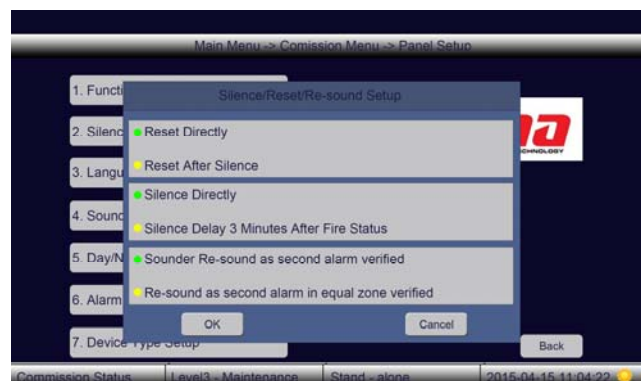 Main Menu -> Comission Menu -> Panel Setup
1. Functi
Silence/Reset/Re-sound Setup
2. Silenc
Reset Directly
Reset After Silence
3. Langu
Silence Directly
4. Sound
Silence Delay 3 Minutes After Fire Status
5. Day/N
Sounder Re-sound as second alarm verified
6. Alarm
Re-sound as second alarm in equal zone verified
OK
Cancel
7. Device Type Setup
Back
Commission Status
Level3 - Maintenance
Stand - alone
2015-04-15 11:04:22